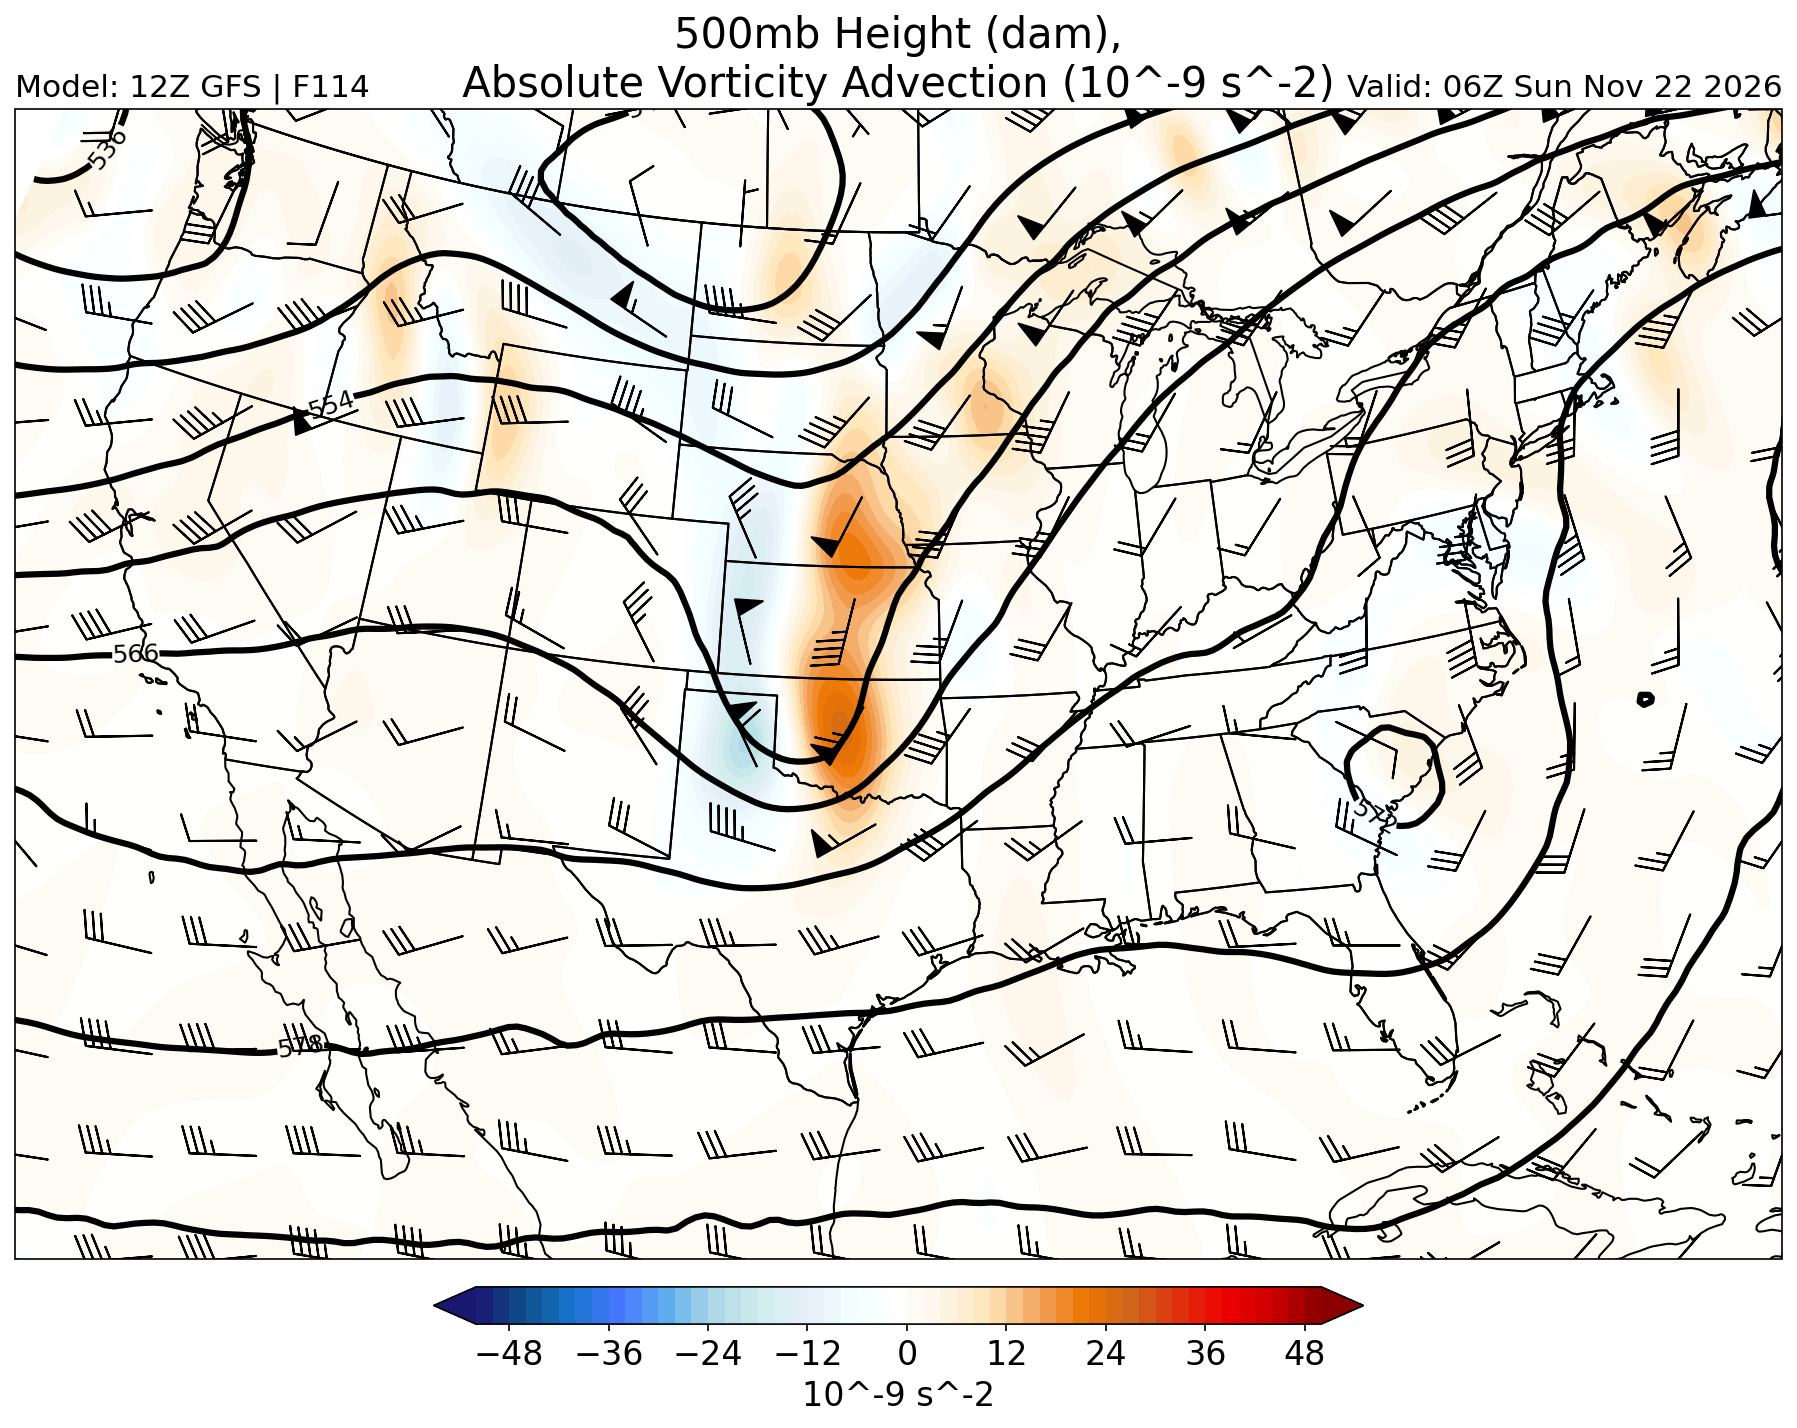 500mb Height (dam),
Model: 12Z GFS | F114
Absolute Vorticity Advection (10^-9 s^-2)
Valid: 06Z Sun Nov 22 2026
536
554
566
572
578
−48 −36 −24 −12 0 12 24 36 48
10^-9 s^-2